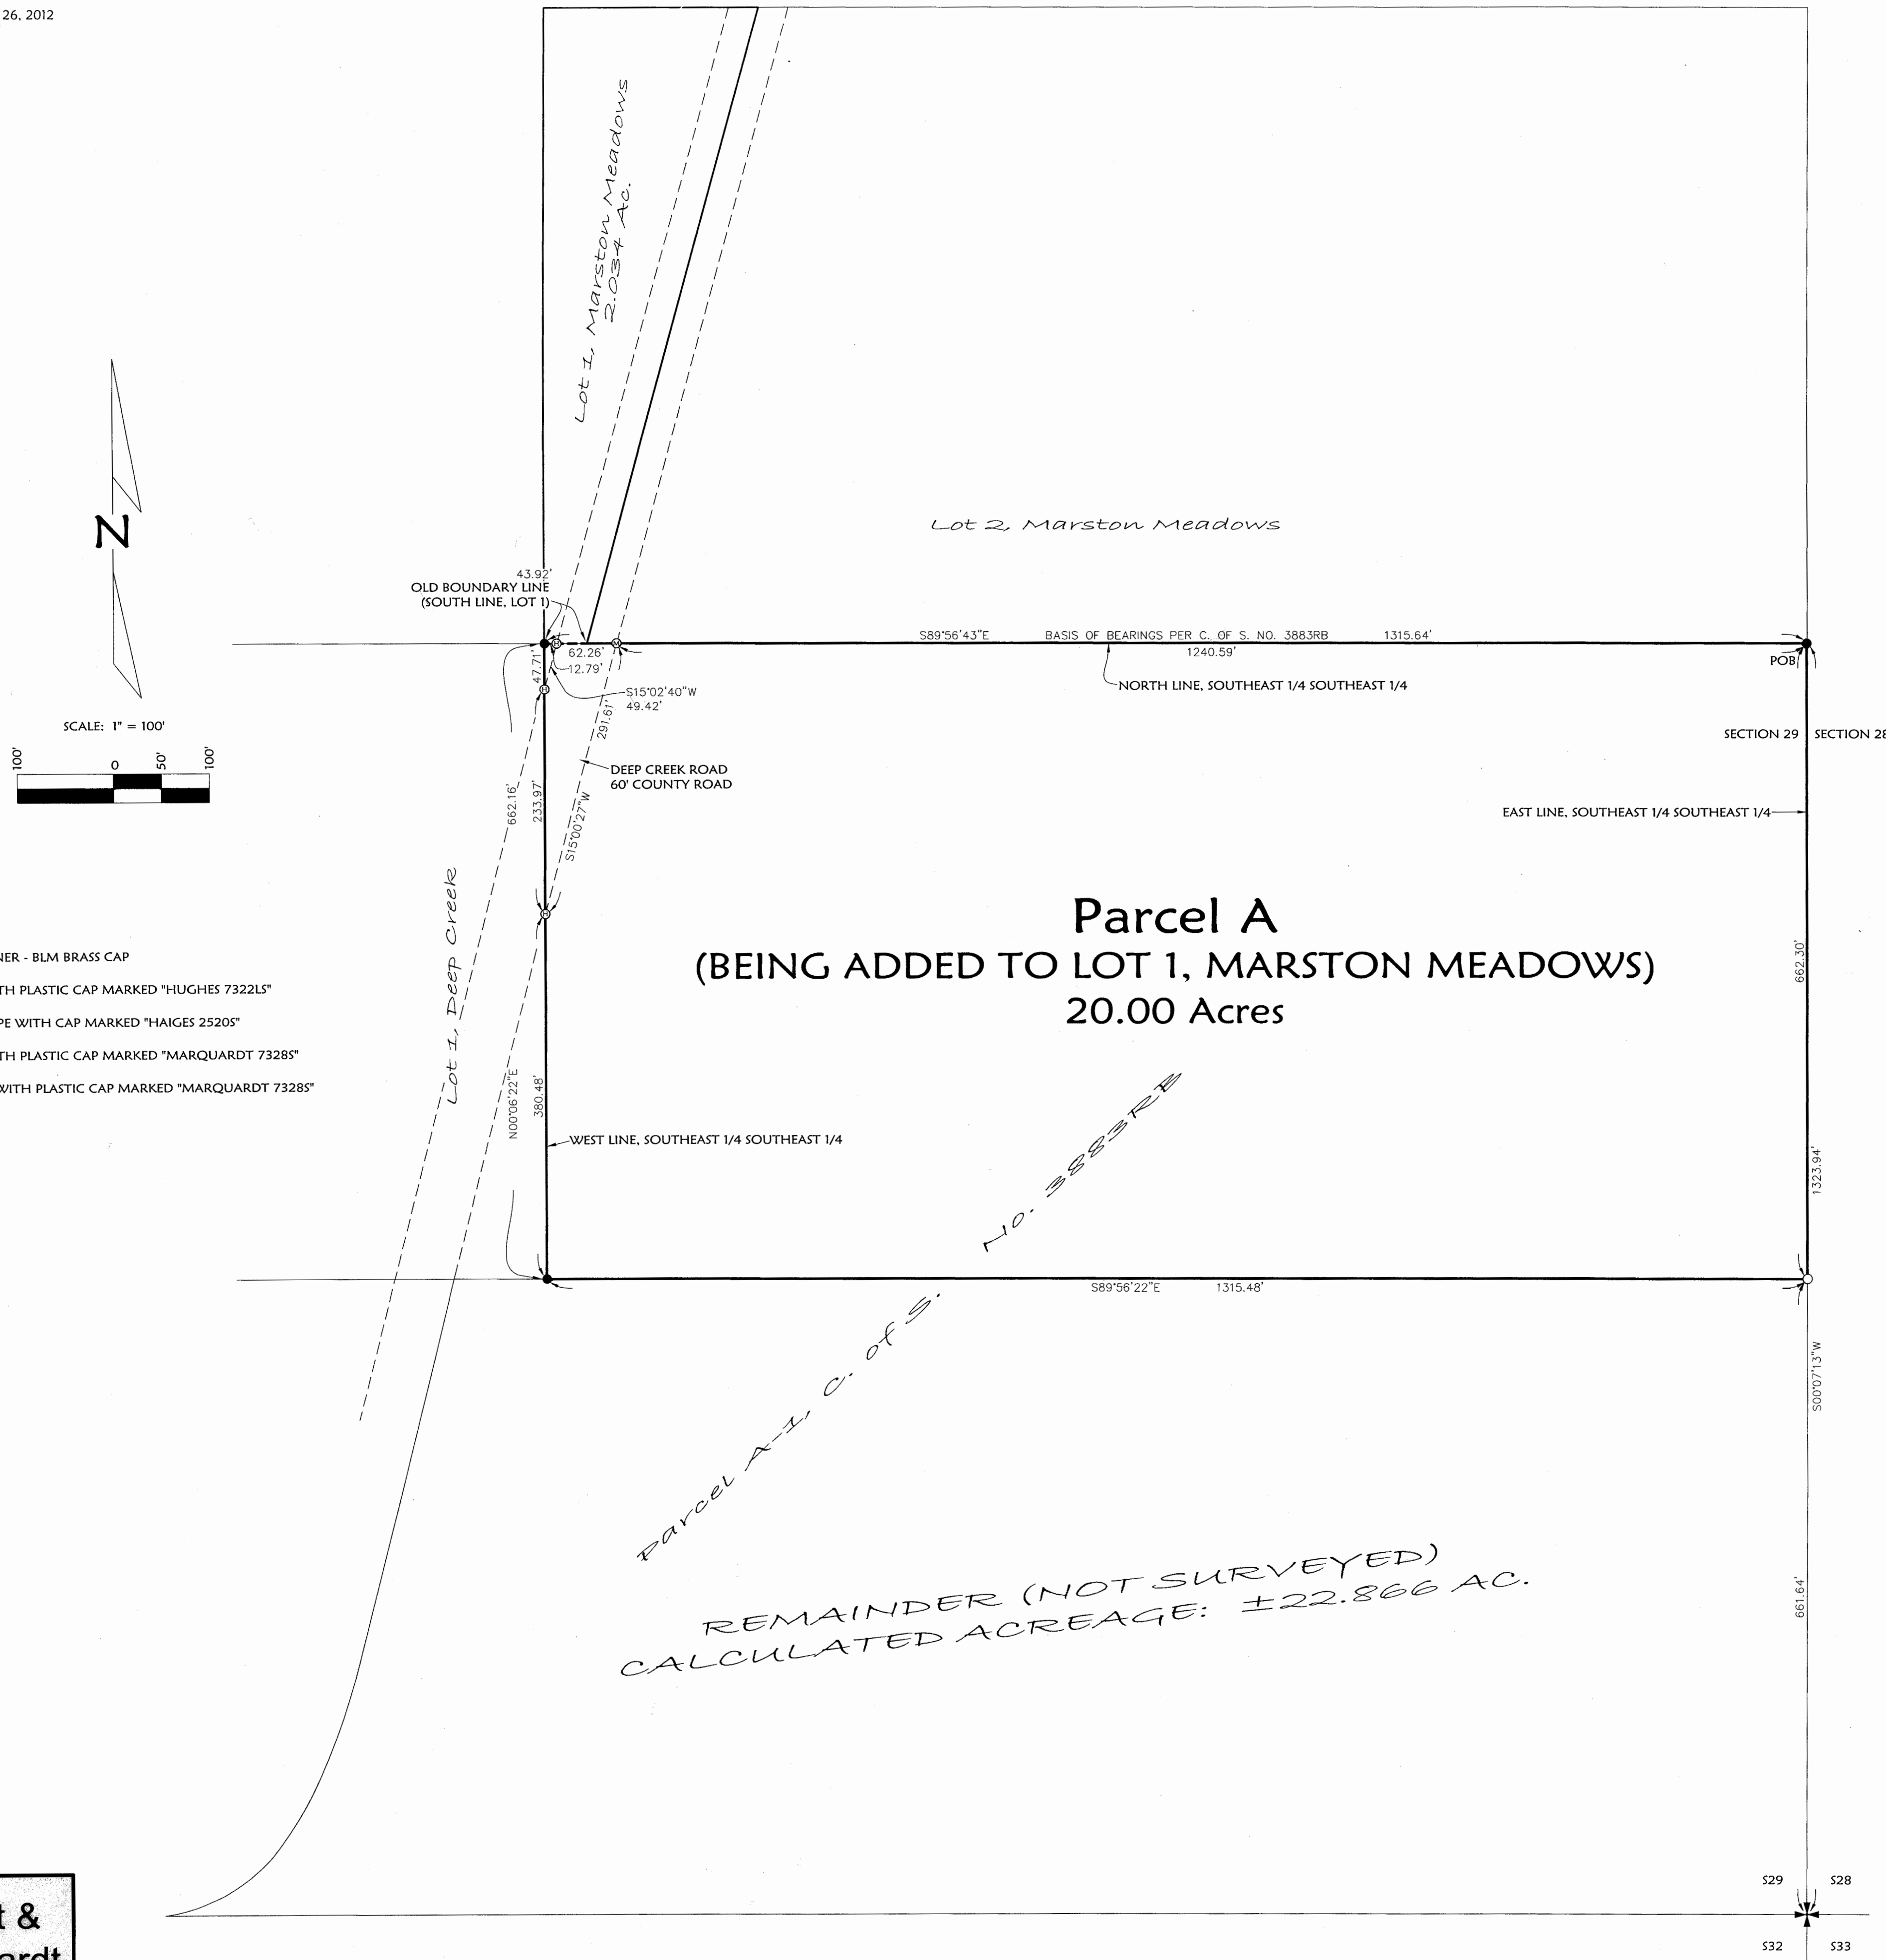 26, 2012
Lot 1, Marston Meadows
2.034 AC.
N
SCALE: 1" = 100'
100'
0
50'
100'
Lot 2, Marston Meadows
43.92'
OLD BOUNDARY LINE
(SOUTH LINE, LOT 1)
S89°56'43"E BASIS OF BEARINGS PER C. OF S. NO. 3883RB 1315.64'
H
M
62.26'
12.79'
1240.59'
POB
47.71'
H
S15°02'40"W
49.42'
NORTH LINE, SOUTHEAST 1/4 SOUTHEAST 1/4
291.61'
SECTION 29
SECTION 28
DEEP CREEK ROAD
60' COUNTY ROAD
662.16'
233.97'
S15°00'27"W
EAST LINE, SOUTHEAST 1/4 SOUTHEAST 1/4
H
Lot 1, Deep Creek
Parcel A
(BEING ADDED TO LOT 1, MARSTON MEADOWS)
20.00 Acres
662.30'
NER - BLM BRASS CAP
TH PLASTIC CAP MARKED "HUGHES 7322LS"
PE WITH CAP MARKED "HAIGES 2520S"
TH PLASTIC CAP MARKED "MARQUARDT 7328S"
WITH PLASTIC CAP MARKED "MARQUARDT 7328S"
N00°06'22"E
380.48'
WEST LINE, SOUTHEAST 1/4 SOUTHEAST 1/4
1323.94'
S89°56'22"E 1315.48'
Parcel A-1, C. of S. No. 3883RB
S00°07'13"W
REMAINDER (NOT SURVEYED)
CALCULATED ACREAGE: ±22.866 AC.
661.64'
S29
S28
S32
S33
t &
ardt